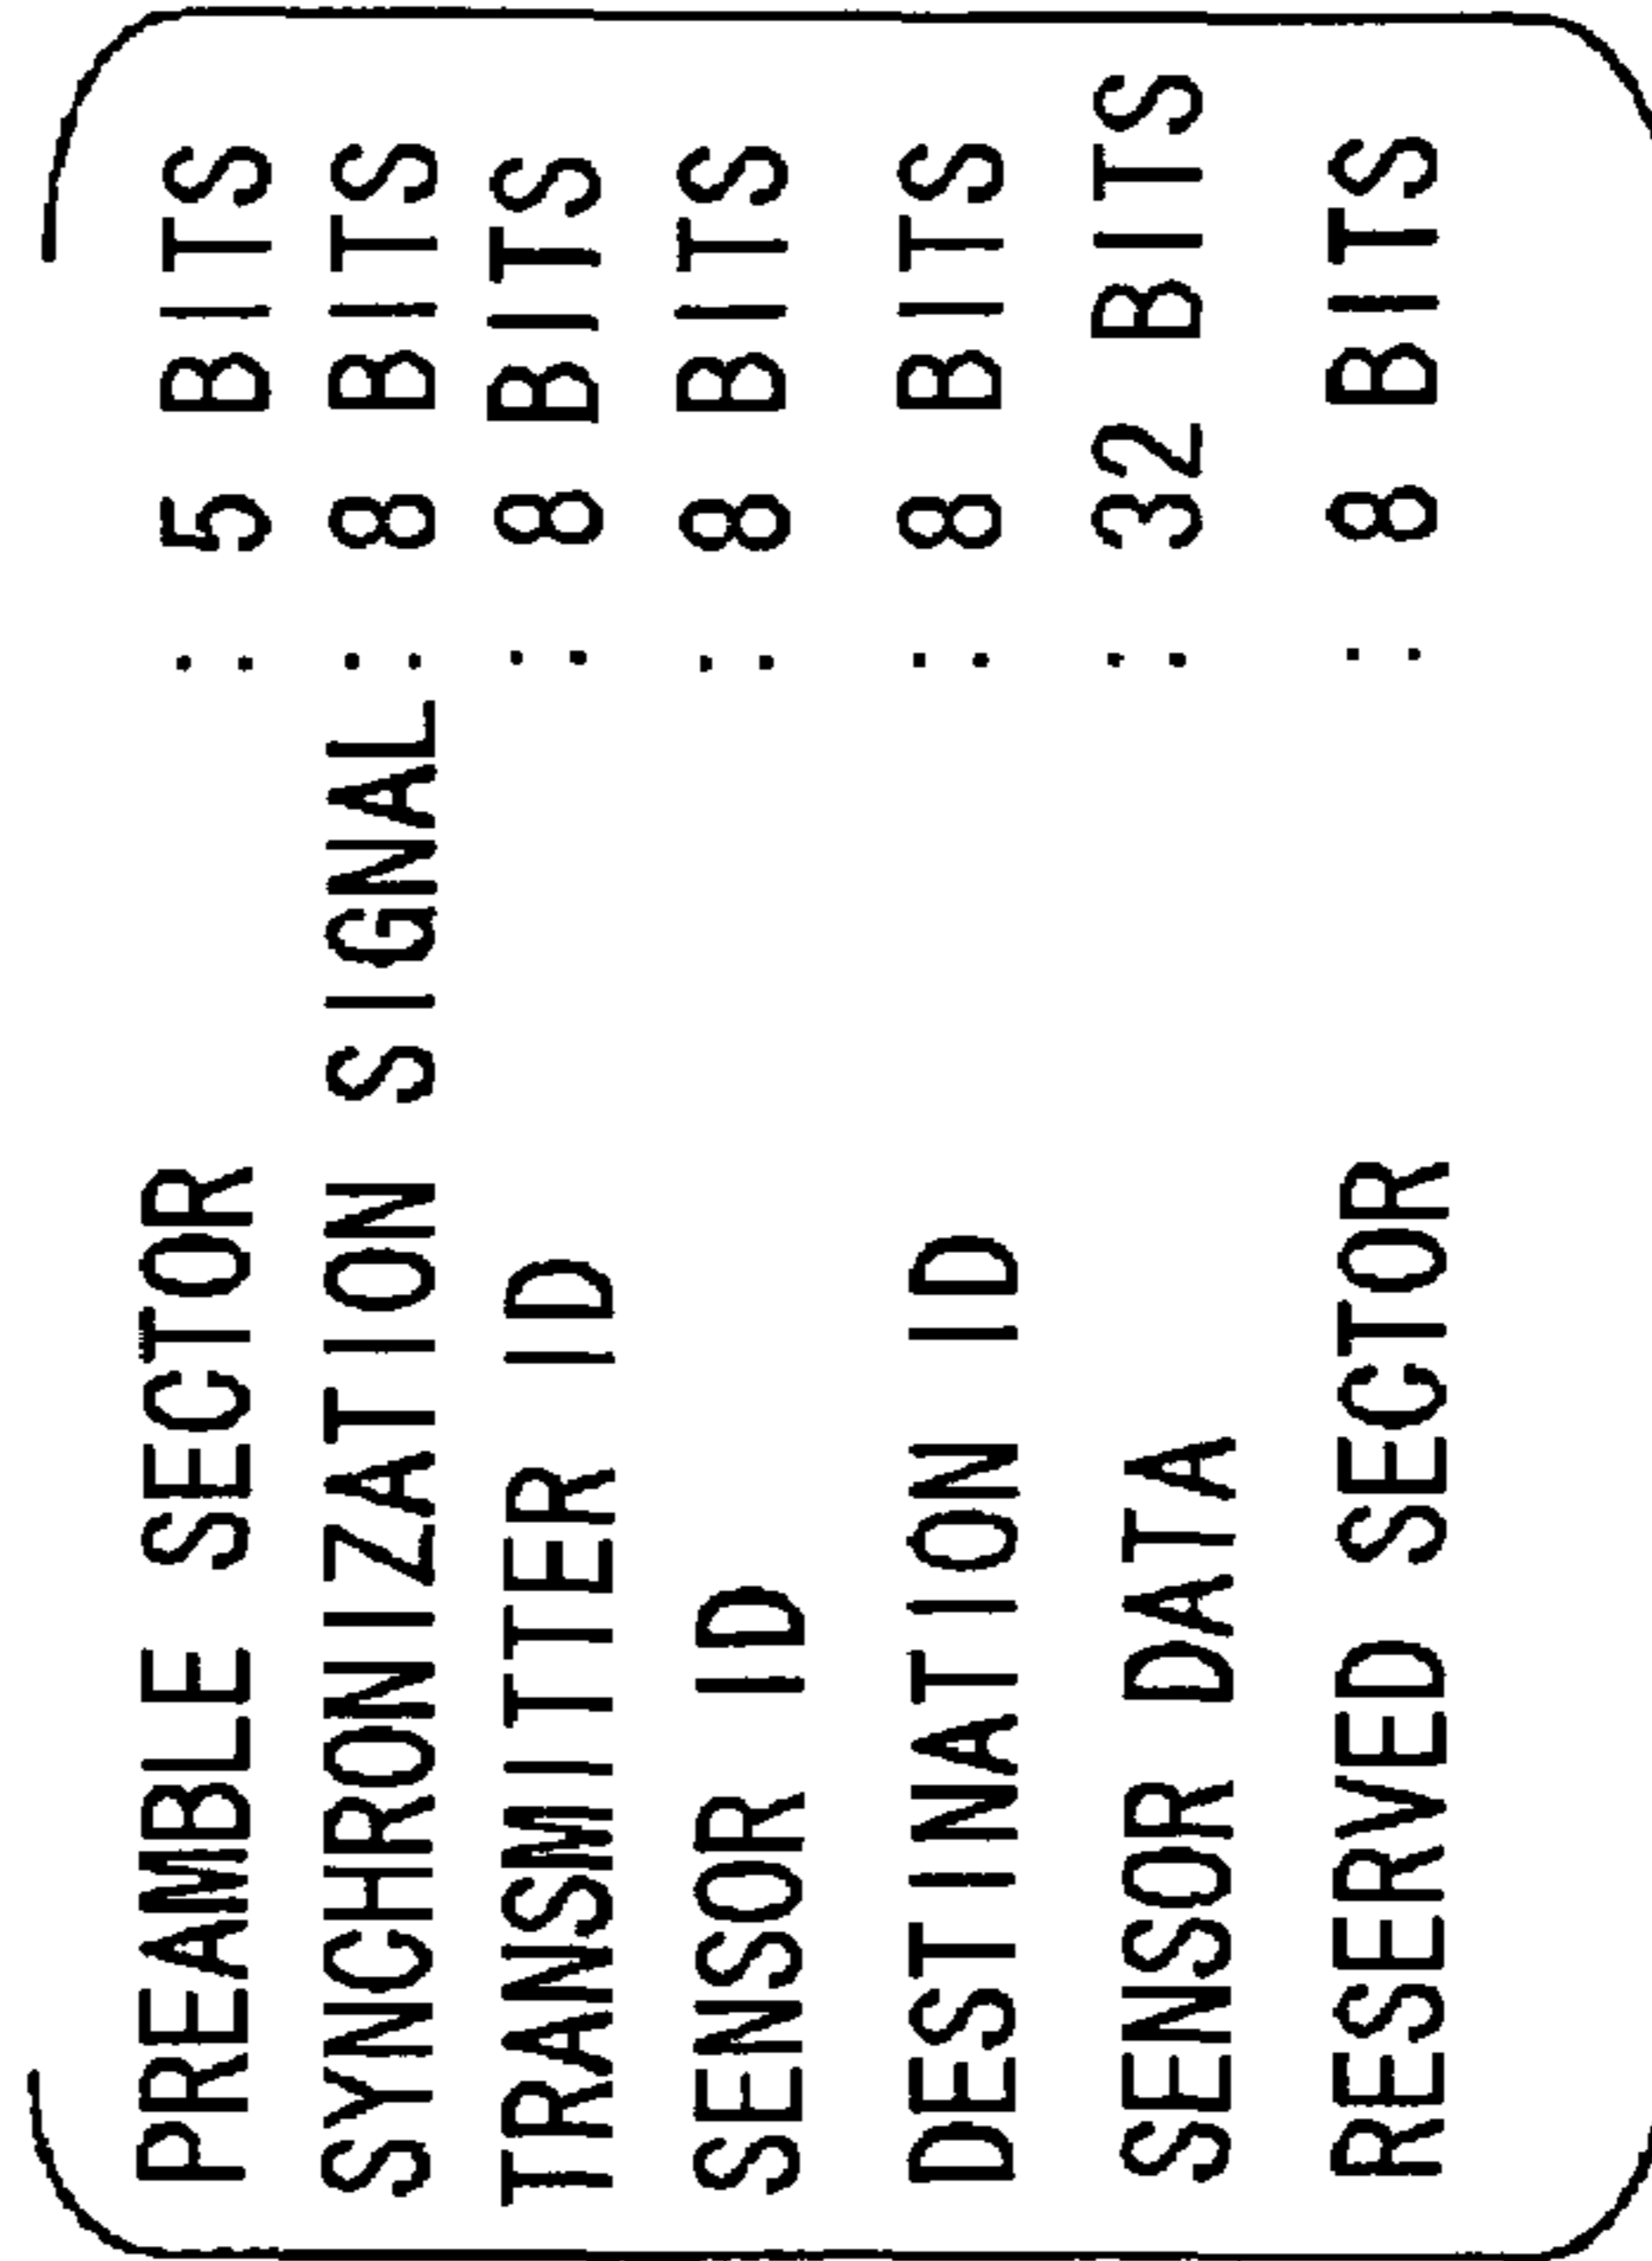 PREAMBLE SECTOR : 5 BITS
SYNCHRONIZATION SIGNAL : 8 BITS
TRANSMITTER ID : 8 BITS
SENSOR ID : 8 BITS
DESTINATION ID : 8 BITS
SENSOR DATA : 32 BITS
RESERVED SECTOR : 8 BITS